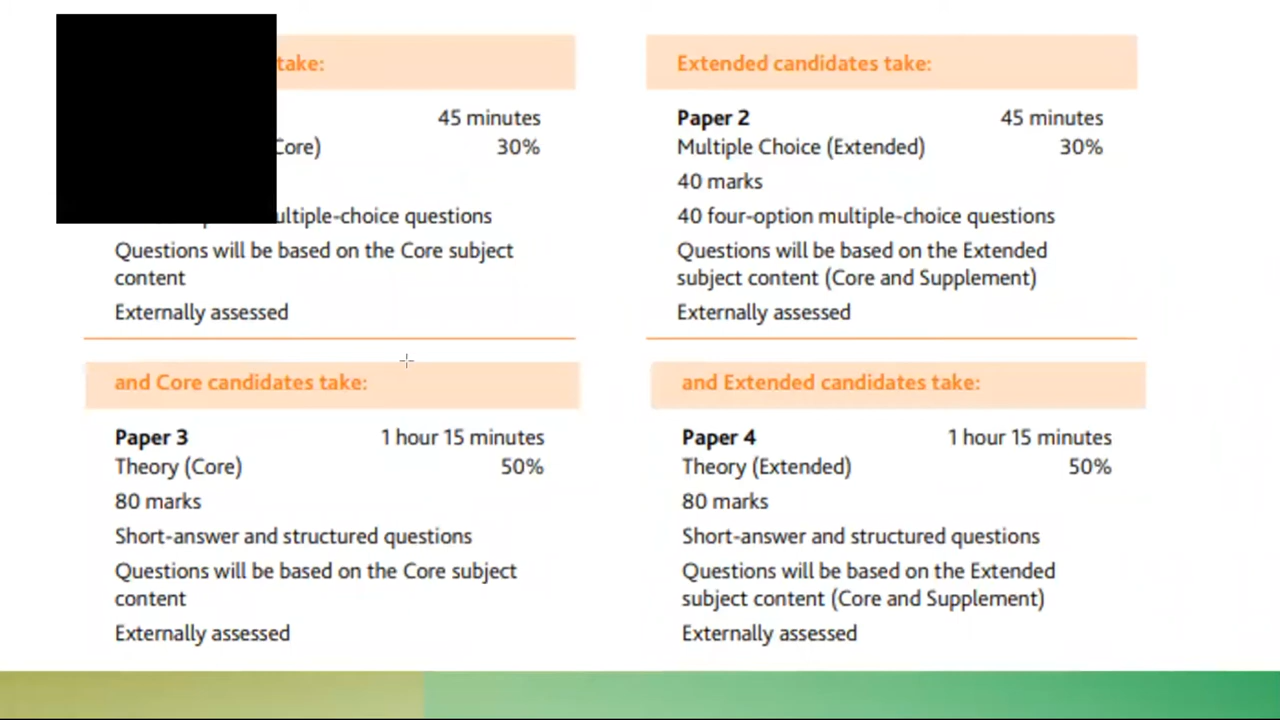 take:
45 minutes
Core) 30%
ultiple-choice questions
Questions will be based on the Core subject
content
Externally assessed
Extended candidates take:
Paper 2 45 minutes
Multiple Choice (Extended) 30%
40 marks
40 four-option multiple-choice questions
Questions will be based on the Extended
subject content (Core and Supplement)
Externally assessed
and Core candidates take:
Paper 3 1 hour 15 minutes
Theory (Core) 50%
80 marks
Short-answer and structured questions
Questions will be based on the Core subject
content
Externally assessed
and Extended candidates take:
Paper 4 1 hour 15 minutes
Theory (Extended) 50%
80 marks
Short-answer and structured questions
Questions will be based on the Extended
subject content (Core and Supplement)
Externally assessed